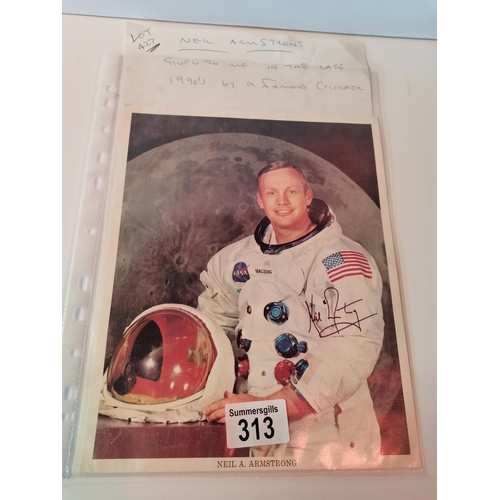 LOT
427
NEIL ARMSTRONG
GIVEN TO ME IN THE LATE
1990's by a FAMOUS COLLECTOR
NASA
ARMSTRONG
Summersgills
313
NEIL A. ARMSTRONG